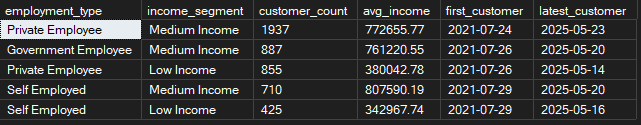 employment_type income_segment customer_count avg_income first_customer latest_customer
Private Employee Medium Income 1937 772655.77 2021-07-24 2025-05-23
Government Employee Medium Income 887 761220.55 2021-07-26 2025-05-20
Private Employee Low Income 855 380042.78 2021-07-26 2025-05-14
Self Employed Medium Income 710 807590.19 2021-07-29 2025-05-20
Self Employed Low Income 425 342967.74 2021-07-29 2025-05-16